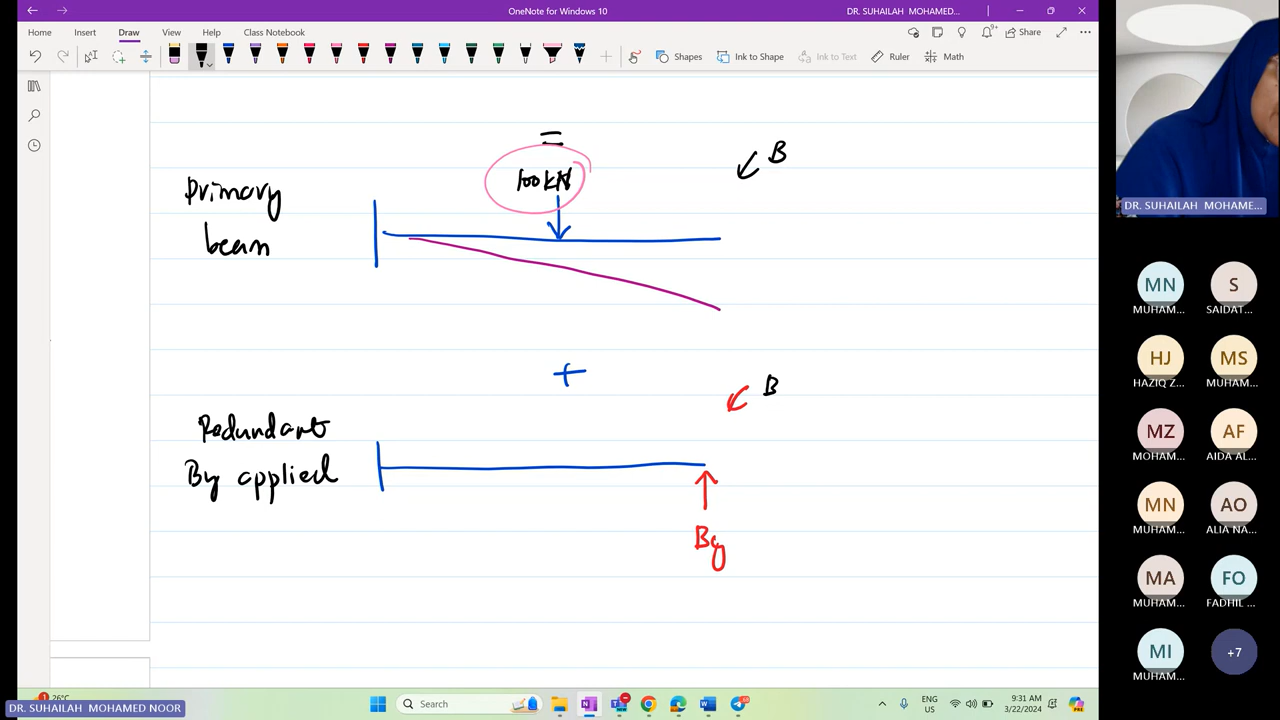 OneNote for Windows 10
DR. SUHAILAH MOHAMED...
Home Insert Draw View Help Class Notebook
Share
Shapes Ink to Shape Ink to Text Ruler Math
=
100kN
B
Primary
beam
+
B
Redundant
By applied
By
DR. SUHAILAH MOHAME...
MN
MUHAM...
S
SAIDAT...
HJ
HAZIQ Z...
MS
MUHAM...
MZ
MOHAM...
AF
AIDA AL...
MN
MUHAM...
AO
ALIA NA...
MA
MUHAM...
FO
FADHIL ...
MI
MUHAM...
+7
1
26°C
DR. SUHAILAH MOHAMED NOOR
Search
ENG
US
9:31 AM
3/22/2024